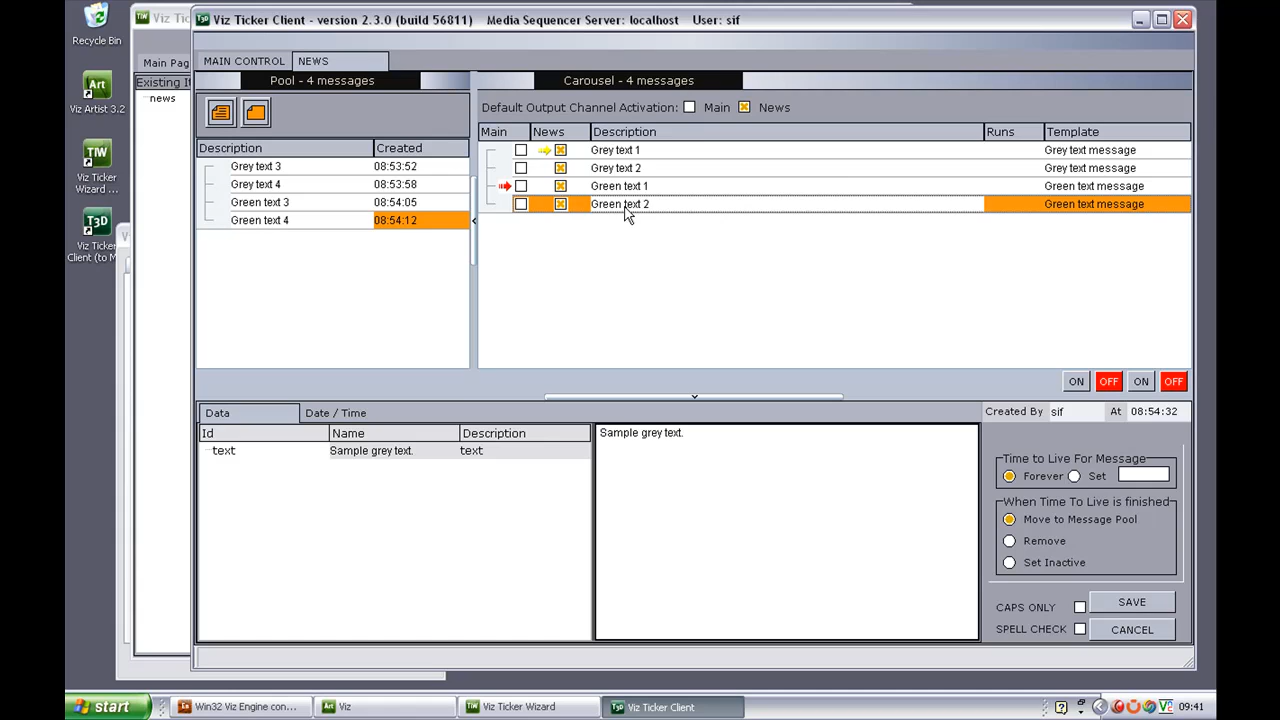 Recycle Bin
Viz Artist 3.2
Viz Ticker
Wizard ...
Viz Ticker
Client (to M
Viz Tic
Main Pag
Existing It
news
Viz Ticker Client - version 2.3.0 (build 56811) Media Sequencer Server: localhost User: sif
MAIN CONTROL NEWS
Pool - 4 messages
Carousel - 4 messages
Default Output Channel Activation: Main News
Description Created
Grey text 3 08:53:52
Grey text 4 08:53:58
Green text 3 08:54:05
Green text 4 08:54:12
Main News Description Runs Template
Grey text 1 Grey text message
Grey text 2 Grey text message
Green text 1 Green text message
Green text 2 Green text message
ON OFF ON OFF
Data Date / Time
Created By sif At 08:54:32
Id Name Description
text Sample grey text. text
Sample grey text.
Time to Live For Message
Forever Set
When Time To Live is finished
Move to Message Pool
Remove
Set Inactive
CAPS ONLY SAVE
SPELL CHECK CANCEL
start Win32 Viz Engine con... Viz Viz Ticker Wizard Viz Ticker Client 09:41